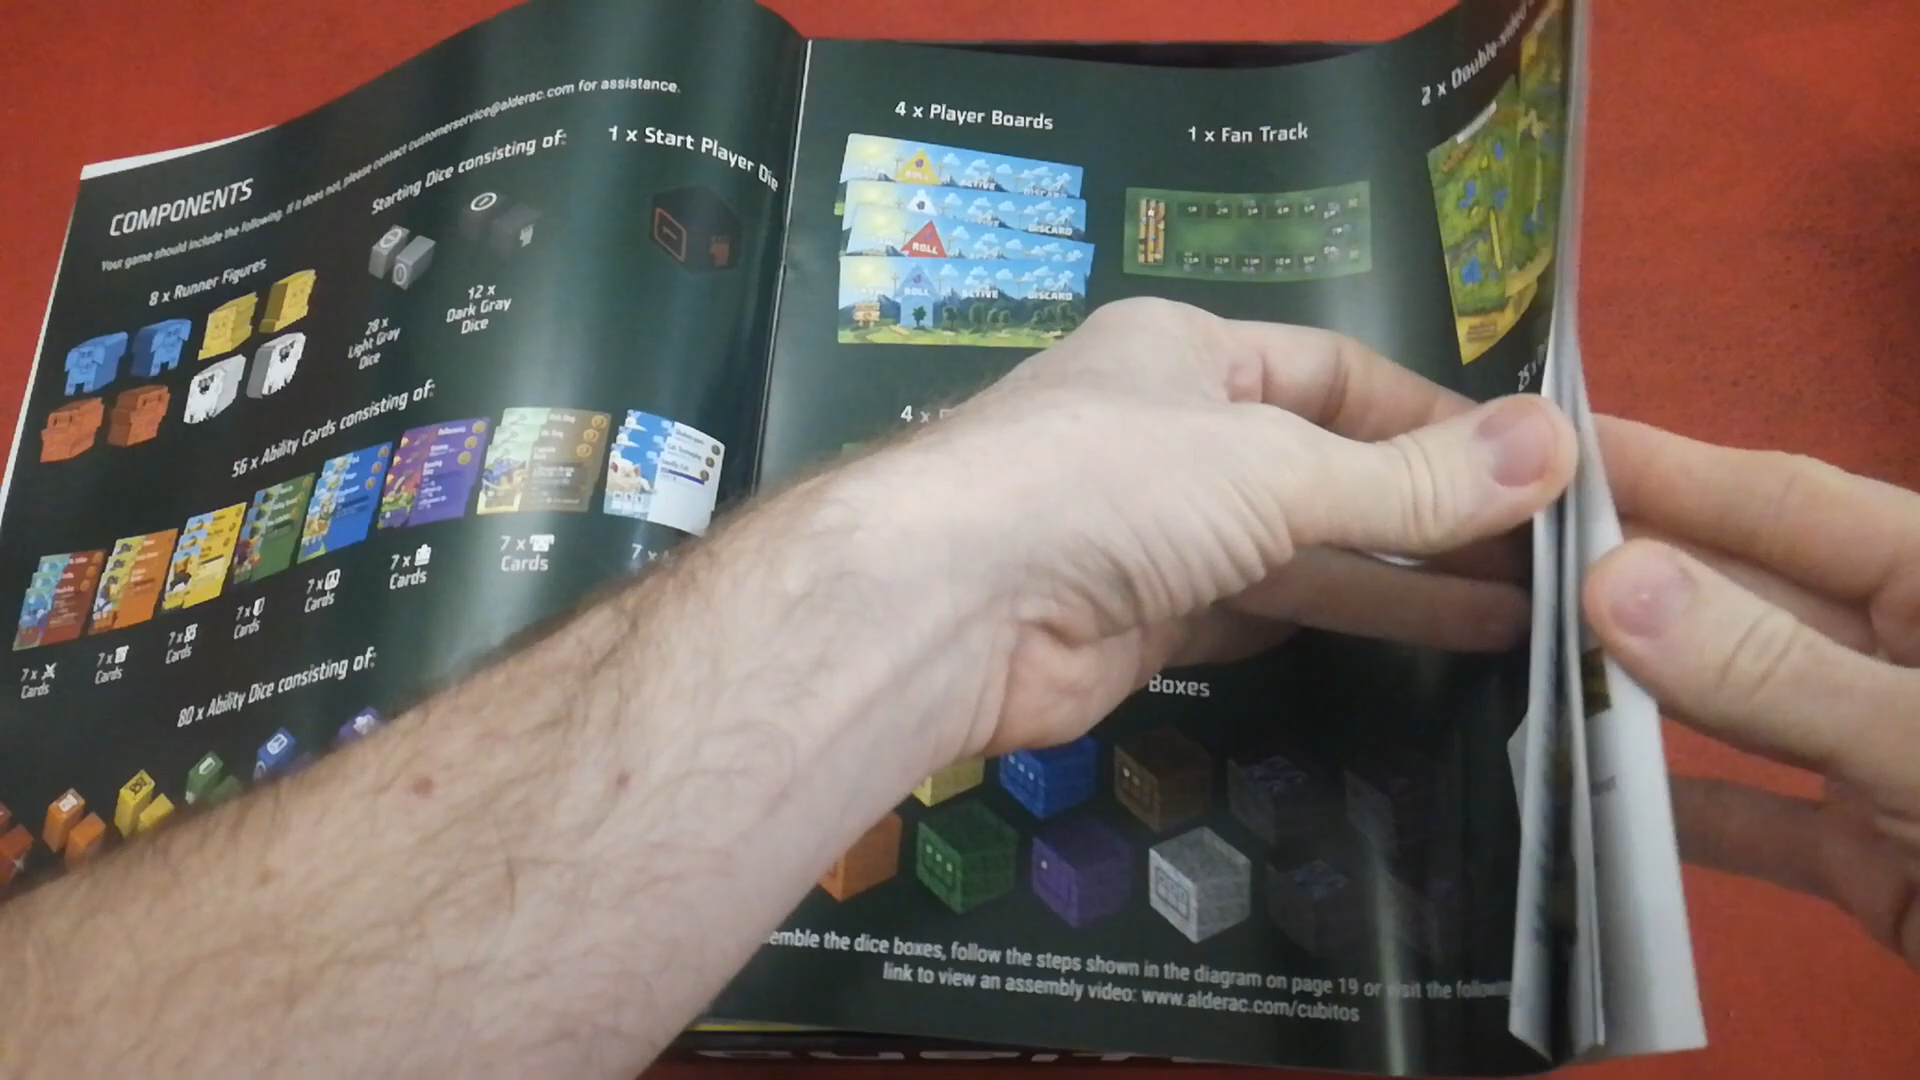 COMPONENTS
Your game should include the following. If it does not, please contact customerservice@alderac.com for assistance.
8 x Runner Figures
Starting Dice consisting of:
28 x
Light Gray
Dice
12 x
Dark Gray
Dice
1 x Start Player Die
56 x Ability Cards consisting of:
7 x
Cards
7 x
Cards
7 x
Cards
7 x
Cards
7 x
Cards
7 x
Cards
7 x
Cards
7 x
80 x Ability Dice consisting of:
4 x Player Boards
ROLL
ACTIVE
DISCARD
ROLL
DISCARD
ROLL
ACTIVE
DISCARD
1 x Fan Track
2 x Double-sided
25 x
4 x
Boxes
emble the dice boxes, follow the steps shown in the diagram on page 19 or visit the following
link to view an assembly video: www.alderac.com/cubitos